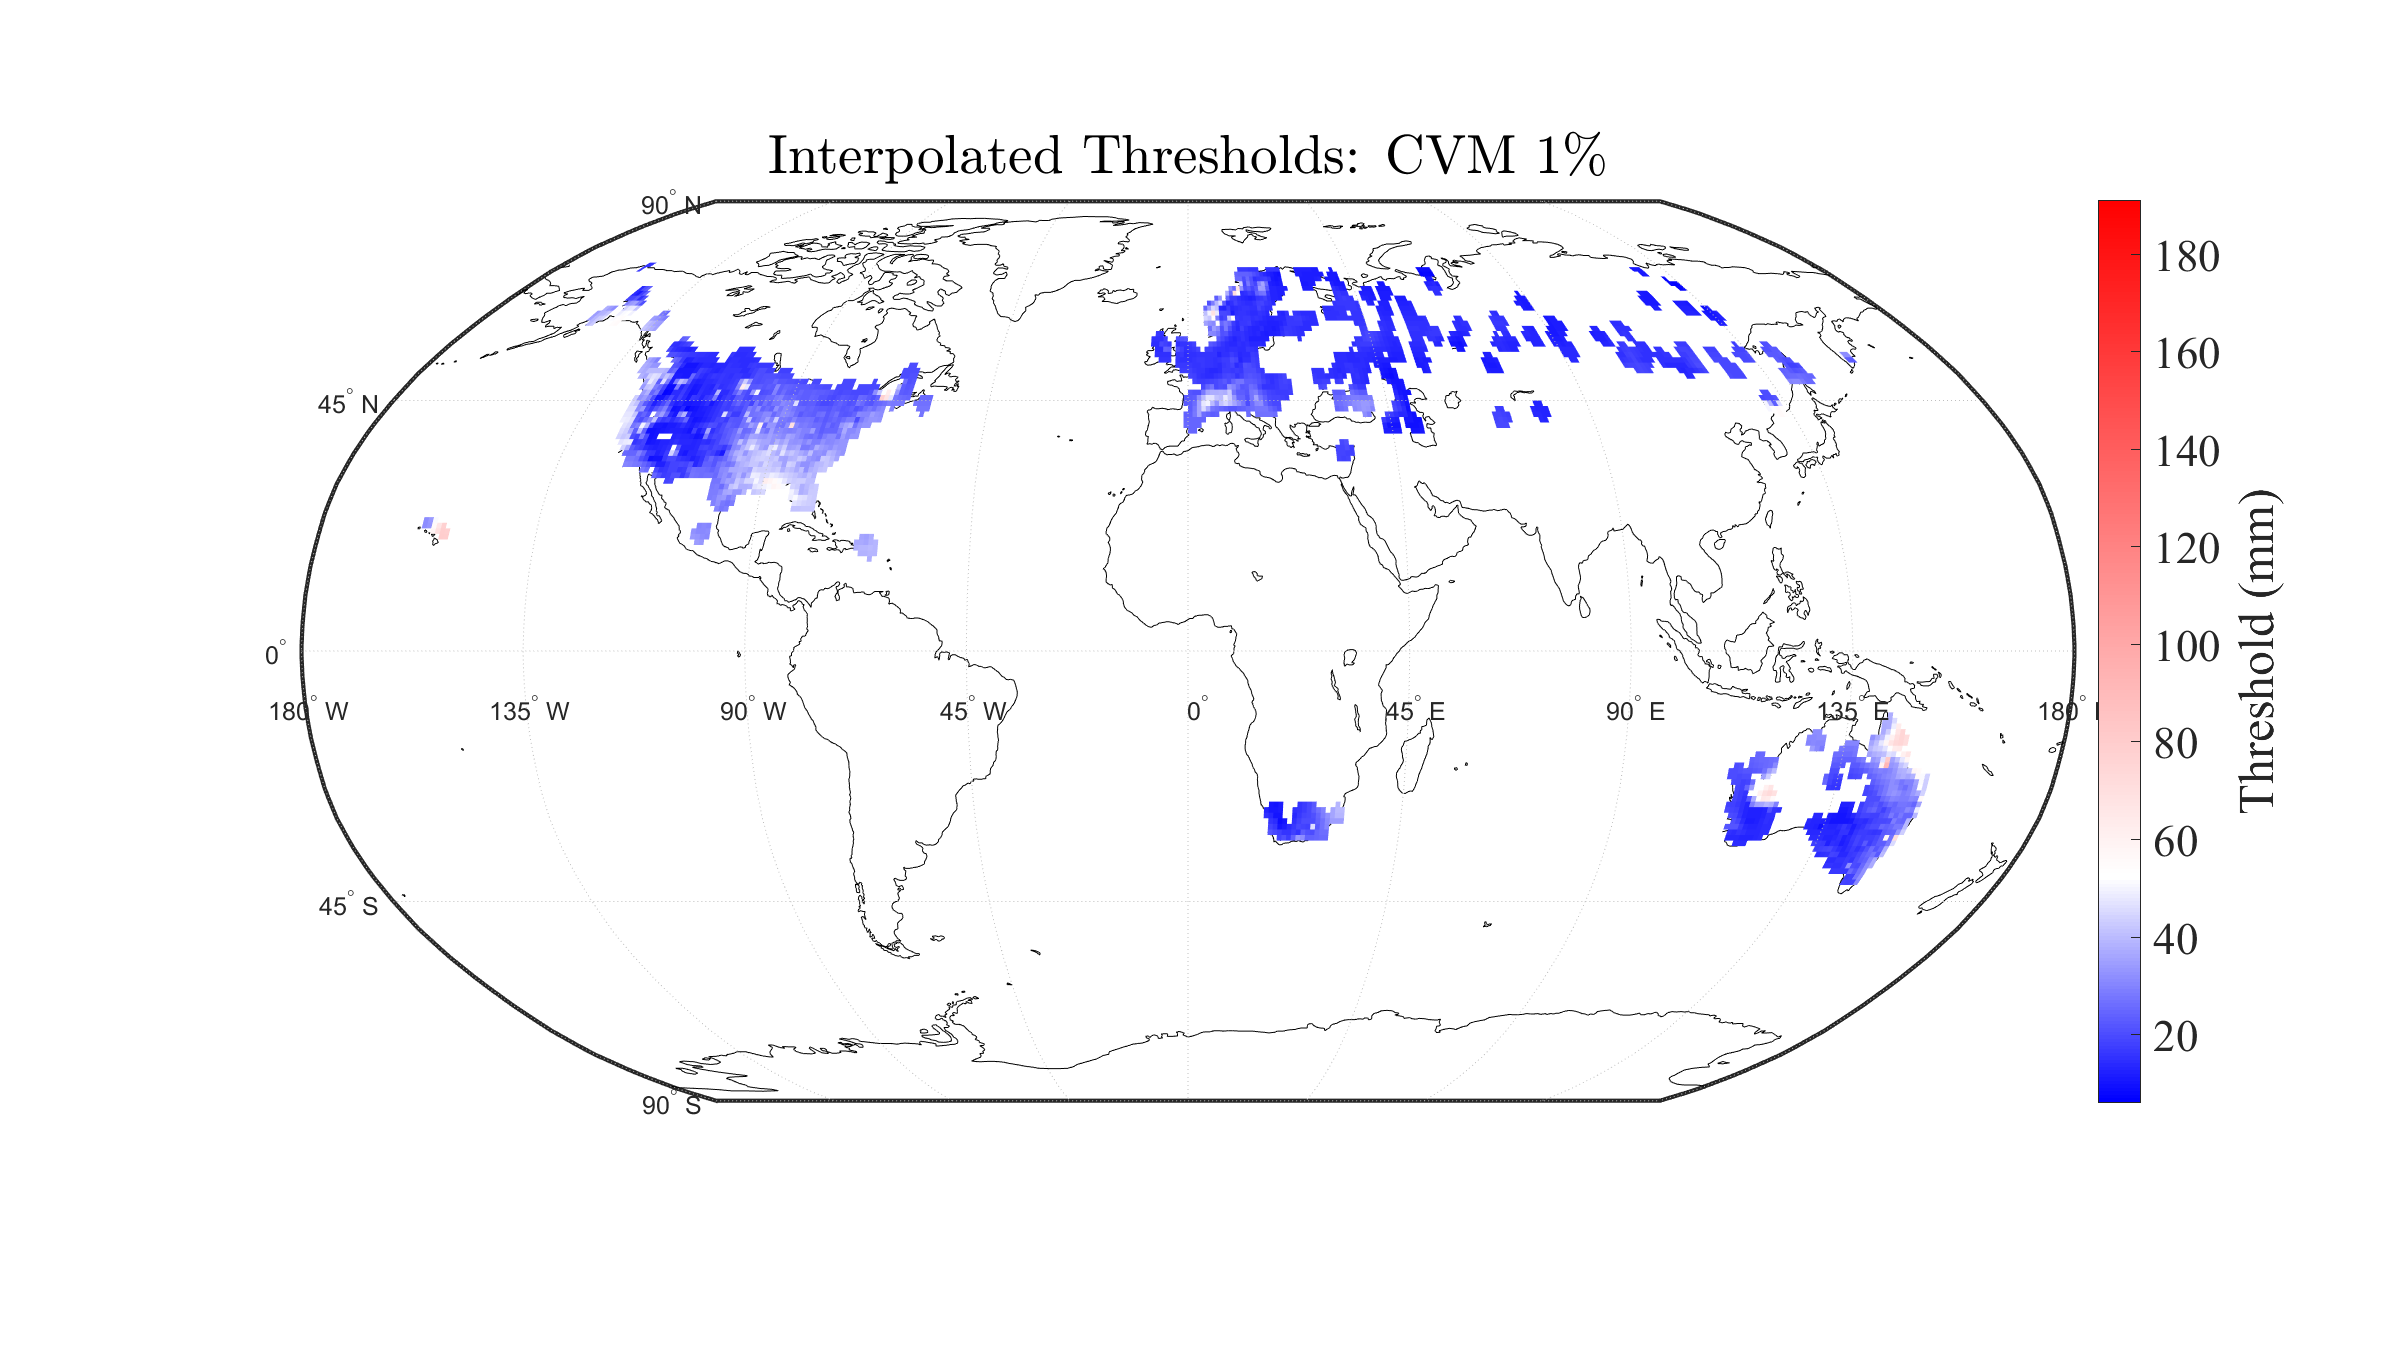 Interpolated Thresholds: CVM 1%
90° N
45° N
0°
180° W
135° W
90° W
45° W
0°
45° E
90° E
135° E
180°
45° S
90° S
180
160
140
120
100
80
60
40
20
Threshold (mm)